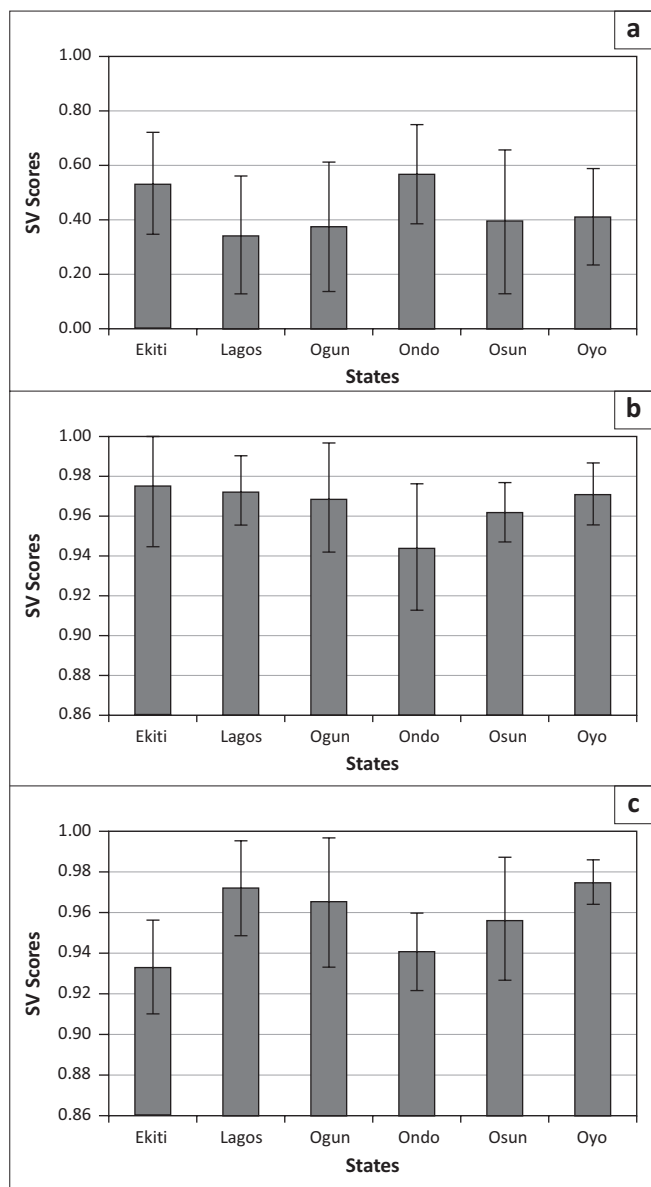 a
1.00
0.80
0.60
0.40
0.20
0.00
SV Scores
Ekiti Lagos Ogun Ondo Osun Oyo
States
b
1.00
0.98
0.96
0.94
0.92
0.90
0.88
0.86
SV Scores
Ekiti Lagos Ogun Ondo Osun Oyo
States
c
1.00
0.98
0.96
0.94
0.92
0.90
0.88
0.86
SV Scores
Ekiti Lagos Ogun Ondo Osun Oyo
States